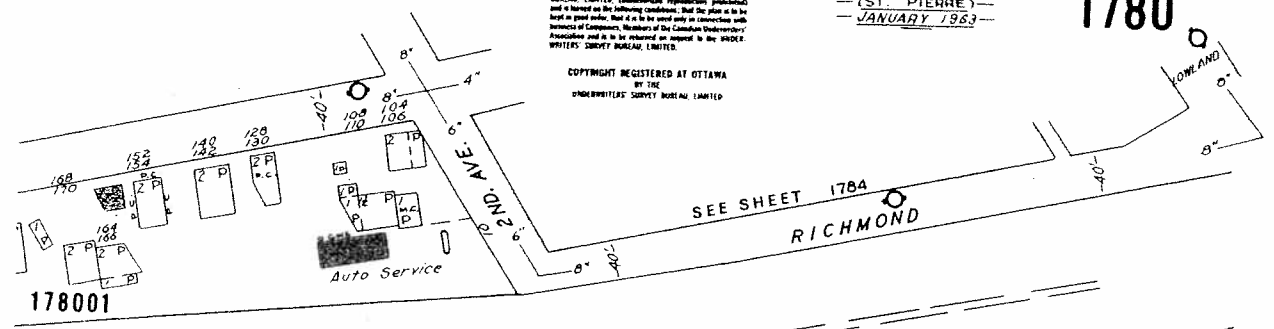 BUREAU, LIMITED,
and is loaned on the following conditions, that the plan is to be
kept in good order, that it is to be used only in connection with
business of Companies, Members of the Canadian Underwriters'
Association and is to be returned on request to the UNDER-
WRITERS' SURVEY BUREAU, LIMITED.
COPYRIGHT REGISTERED AT OTTAWA
BY THE
UNDERWRITERS' SURVEY BUREAU, LIMITED
(ST. PIERRE)
JANUARY 1963
1780
LOWLAND
8"
8"
4"
8"
40'
108 104
110 106
128
130
140
142
152
154
168
170
164
166
2 P
2 P
2 P
2 P
2 P
2 P
6"
2ND. AVE.
10
6"
8"
40'
SEE SHEET 1784
RICHMOND
40'
8"
8"
Auto Service
178001